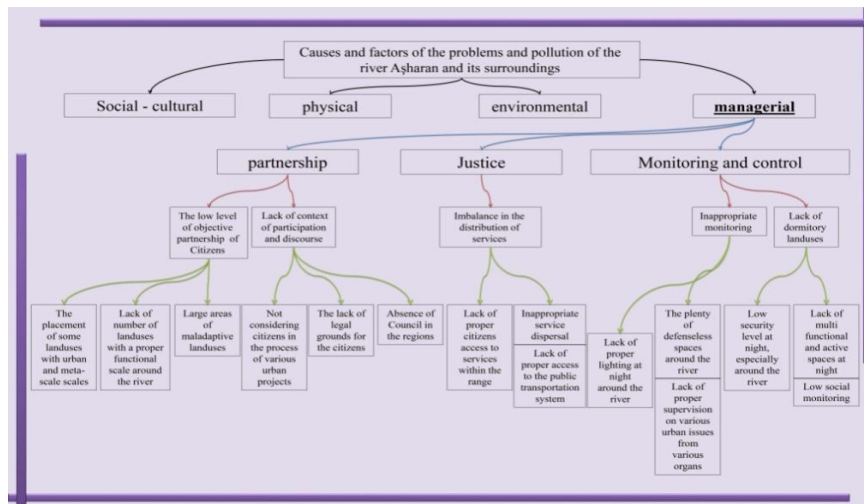 Causes and factors of the problems and pollution of the
river Aşharan and its surroundings
Social - cultural
physical
environmental
managerial
partnership
Justice
Monitoring and control
The low level
of objective
partnership of
Citizens
Lack of context
of participation
and discourse
Imbalance in the
distribution of
services
Inappropriate
monitoring
Lack of
dormitory
landuses
The
placement of
some
landuses
with urban
and meta-
scale scales
Lack of
number of
landuses
with a proper
functional
scale around
the river
Large areas
of
maladaptive
landuses
Not
considering
citizens in
the process
of various
urban
projects
The lack of
legal
grounds for
the citizens
Absence of
Council in
the regions
Lack of
proper
citizens
access to
services
within the
range
Inappropriate
service
dispersal
Lack of
proper access
to the public
transportation
system
Lack of
proper
lighting at
night
around the
river
The plenty
of
defenseless
spaces
around the
river
Lack of
proper
supervision
on various
urban issues
from
various
organs
Low
security
level at
night,
especially
around the
river
Lack of
multi
functional
and active
spaces at
night
Low social
monitoring